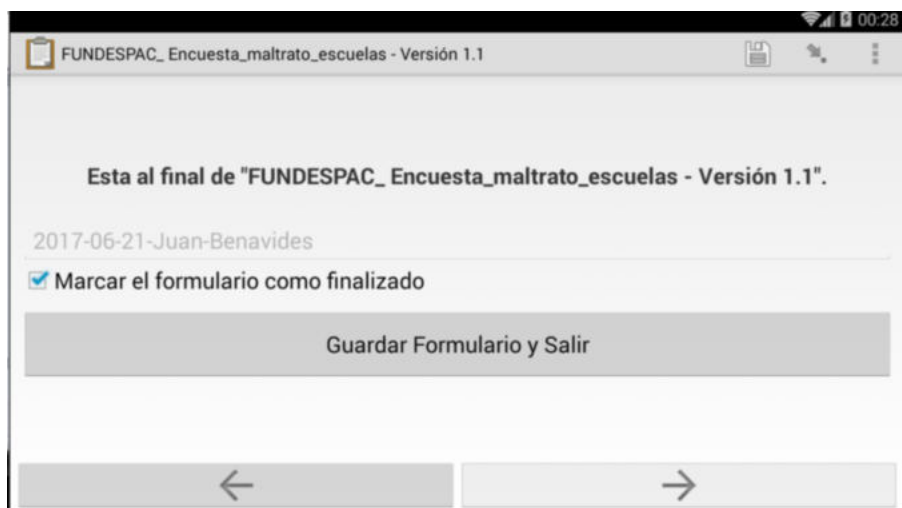 00:28
FUNDESPAC_ Encuesta_maltrato_escuelas - Versión 1.1
Esta al final de "FUNDESPAC_ Encuesta_maltrato_escuelas - Versión 1.1".
2017-06-21-Juan-Benavides
Marcar el formulario como finalizado
Guardar Formulario y Salir